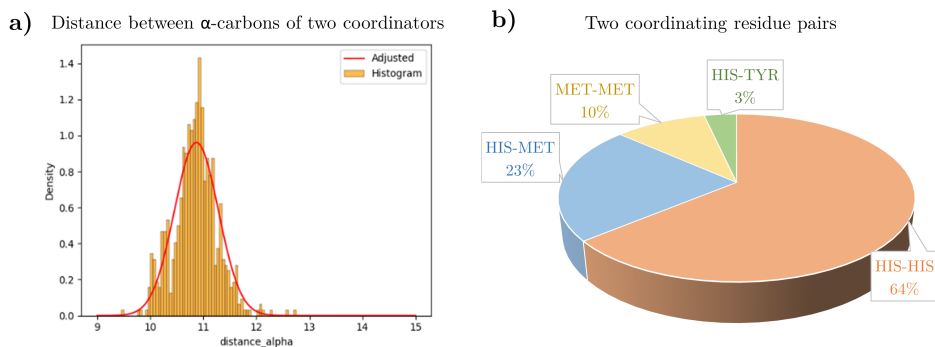 a) Distance between α-carbons of two coordinators
Adjusted
Histogram
1.4
1.2
1.0
0.8
0.6
0.4
0.2
0.0
Density
9 10 11 12 13 14 15
distance_alpha
b) Two coordinating residue pairs
HIS-TYR
3%
MET-MET
10%
HIS-MET
23%
HIS-HIS
64%